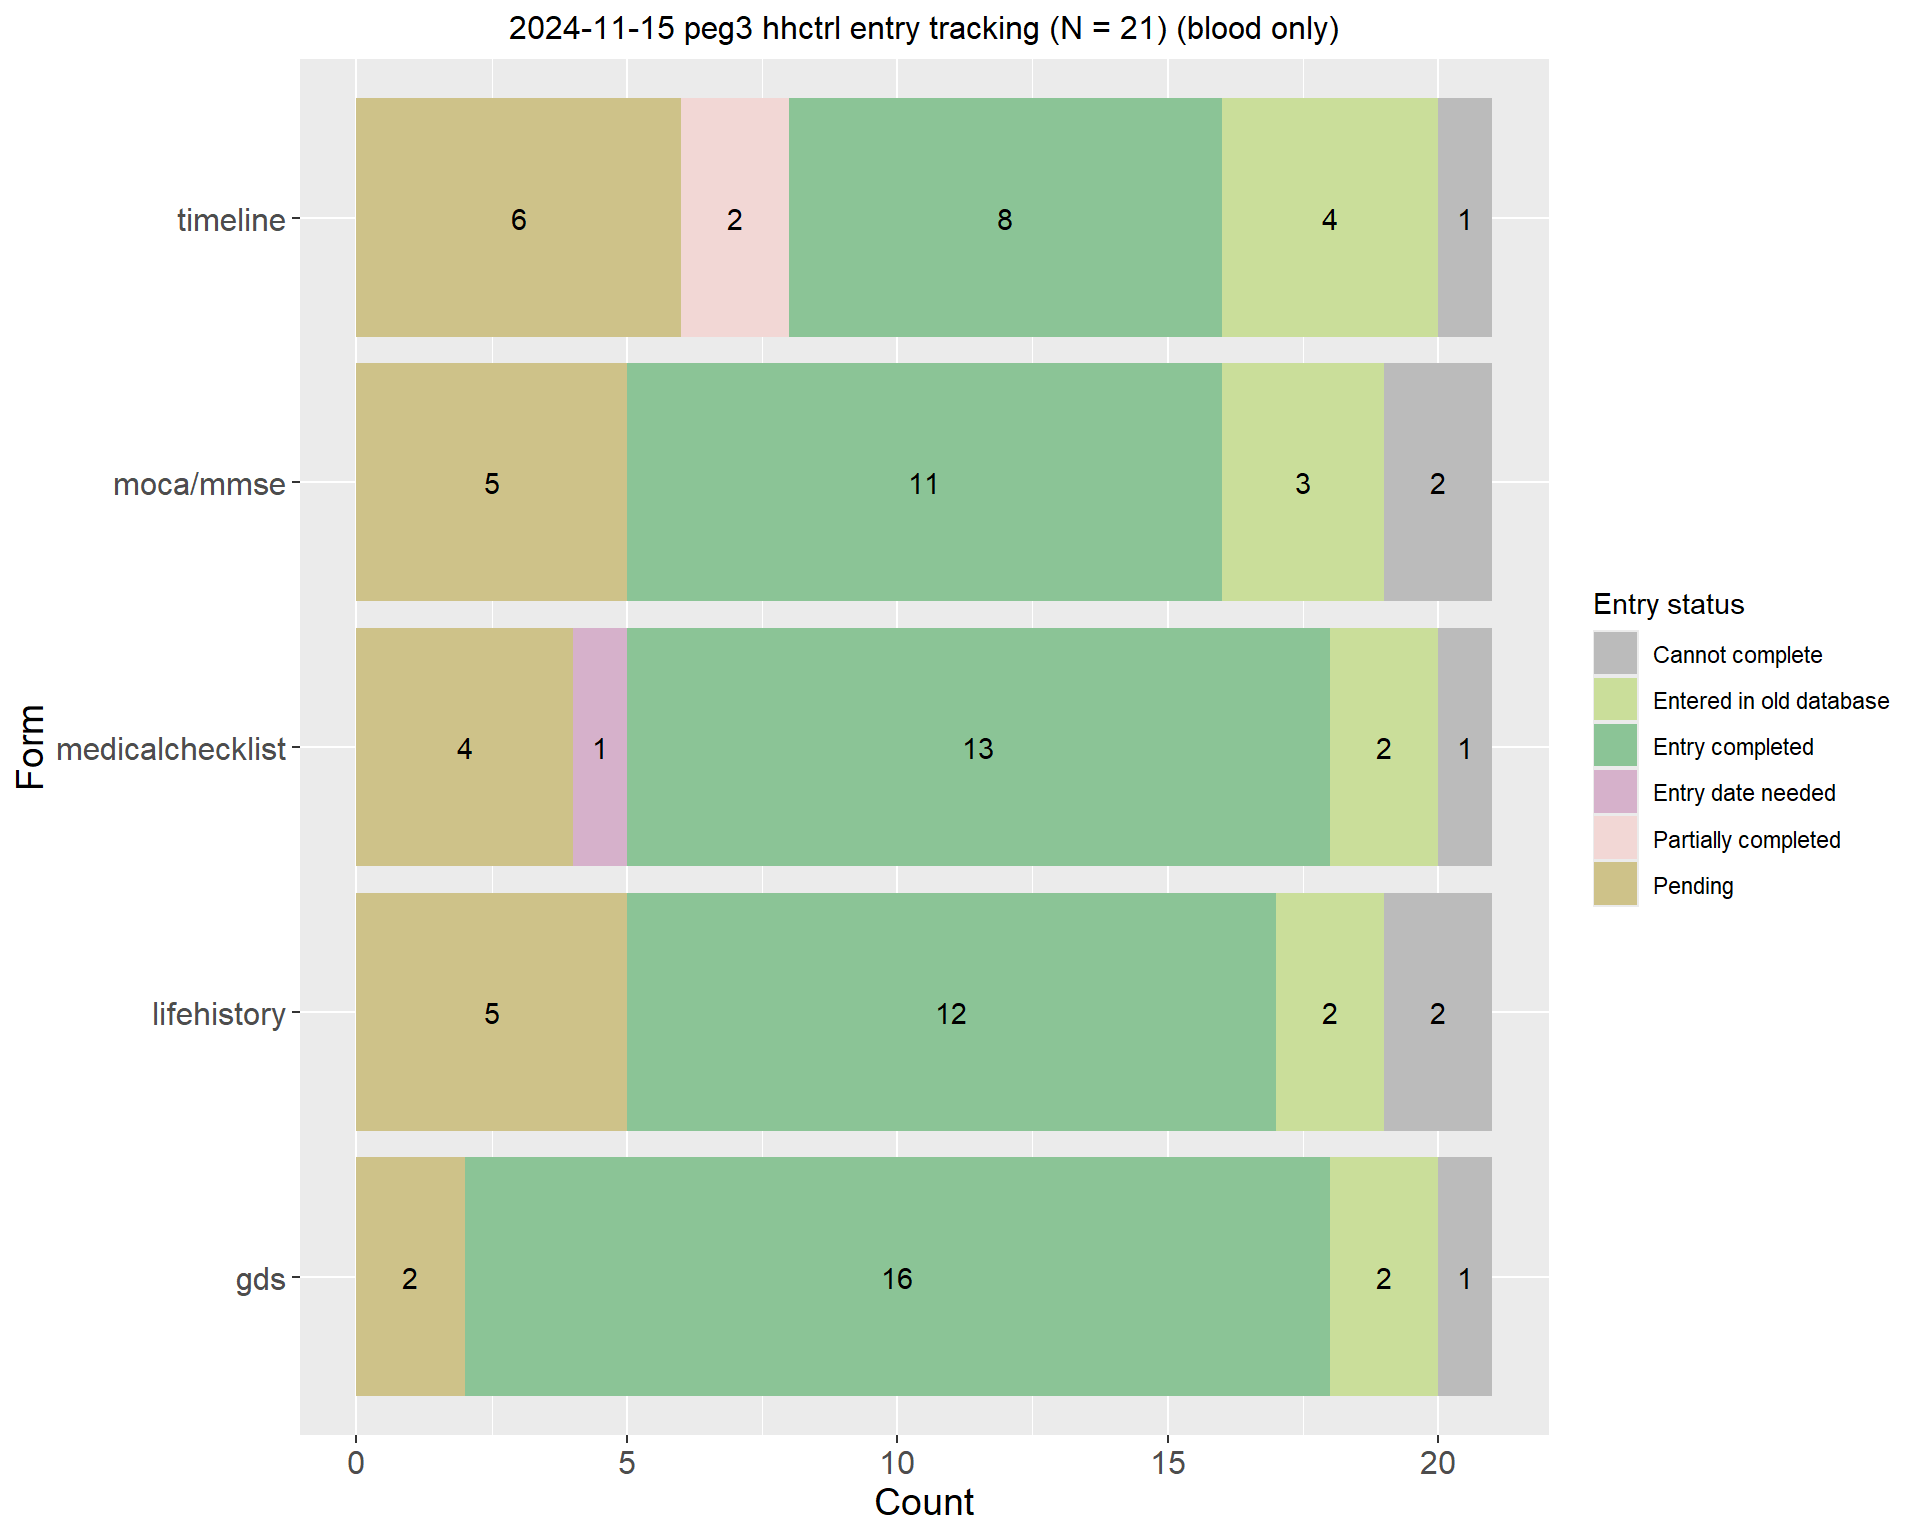 2024-11-15 peg3 hhctrl entry tracking (N = 21) (blood only)
timeline
6 2 8 4 1
moca/mmse
5 11 3 2
medicalchecklist
4 1 13 2 1
lifehistory
5 12 2 2
gds
2 16 2 1
Form
0 5 10 15 20
Count
Entry status
Cannot complete
Entered in old database
Entry completed
Entry date needed
Partially completed
Pending